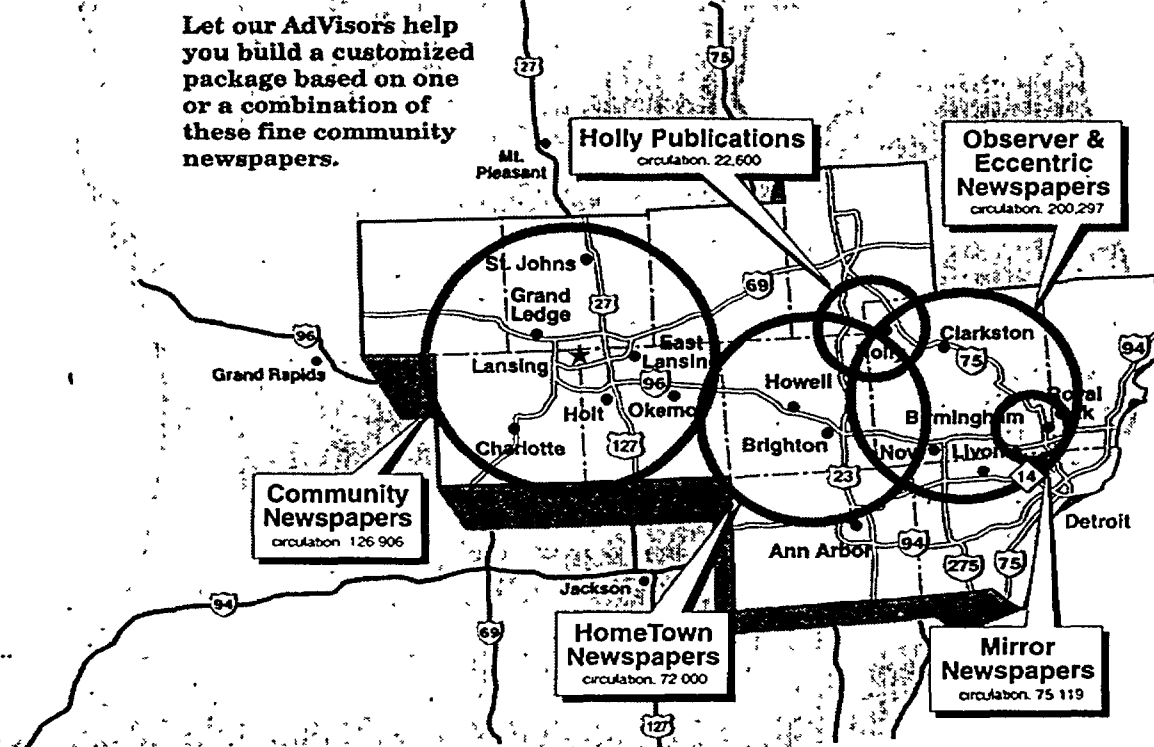 Let our AdVisors help
you build a customized
package based on one
or a combination of
these fine community
newspapers.
27
75
Mt.
Pleasant
Holly Publications
circulation. 22,600
Observer &
Eccentric
Newspapers
circulation. 200,297
St. Johns
Grand
Ledge
27
69
96
Grand Rapids
Lansing
East
Lansin
96
Holt
Okemo
Charlotte
127
Clarkston
75
94
Howell
Birmingham
Royal
Brighton
Novi
Livon
23
14
Detroit
Ann Arbor
94
275
75
Community
Newspapers
circulation 126 906
Jackson
94
69
HomeTown
Newspapers
circulation. 72 000
127
Mirror
Newspapers
circulation. 75 119